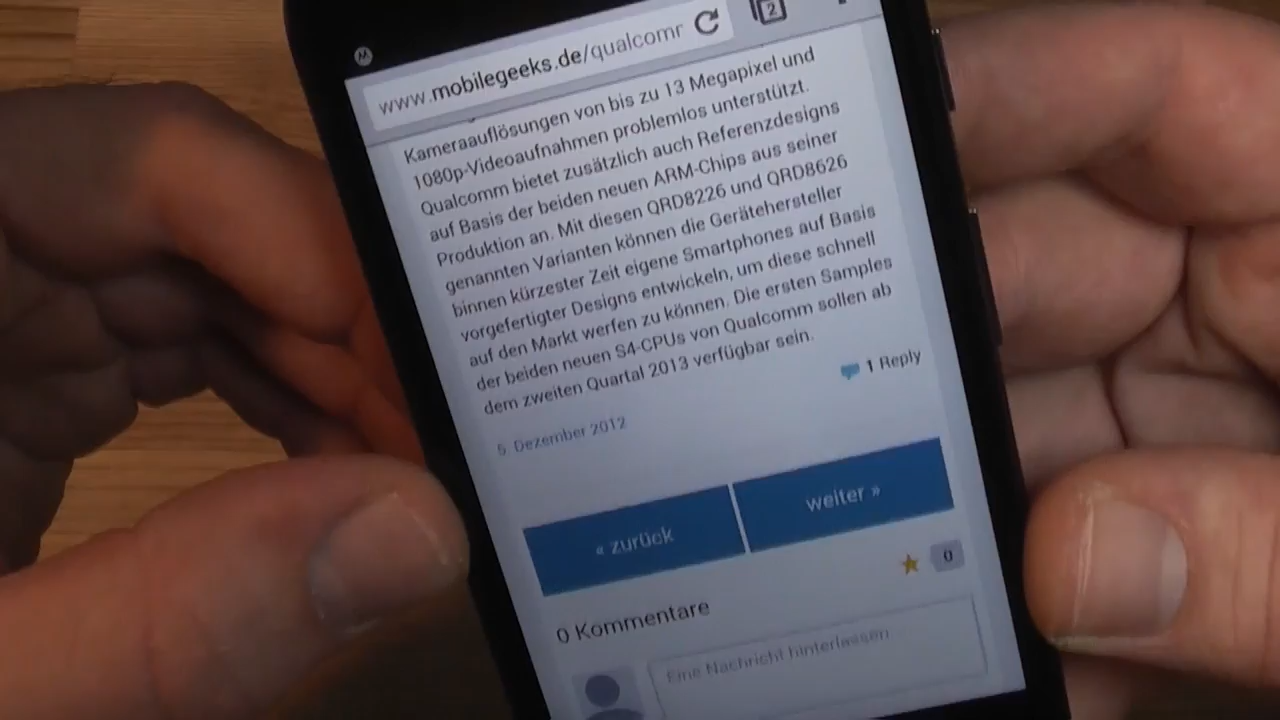 www.mobilegeeks.de/qualcomr
2
Kameraauflösungen von bis zu 13 Megapixel und
1080p-Videoaufnahmen problemlos unterstützt.
Qualcomm bietet zusätzlich auch Referenzdesigns
auf Basis der beiden neuen ARM-Chips aus seiner
Produktion an. Mit diesen QRD8226 und QRD8626
genannten Varianten können die Gerätehersteller
binnen kürzester Zeit eigene Smartphones auf Basis
vorgefertigter Designs entwickeln, um diese schnell
auf den Markt werfen zu können. Die ersten Samples
der beiden neuen S4-CPUs von Qualcomm sollen ab
dem zweiten Quartal 2013 verfügbar sein.
1 Reply
5. Dezember 2012
« zurück
weiter »
0
0 Kommentare
Eine Nachricht hinterlassen